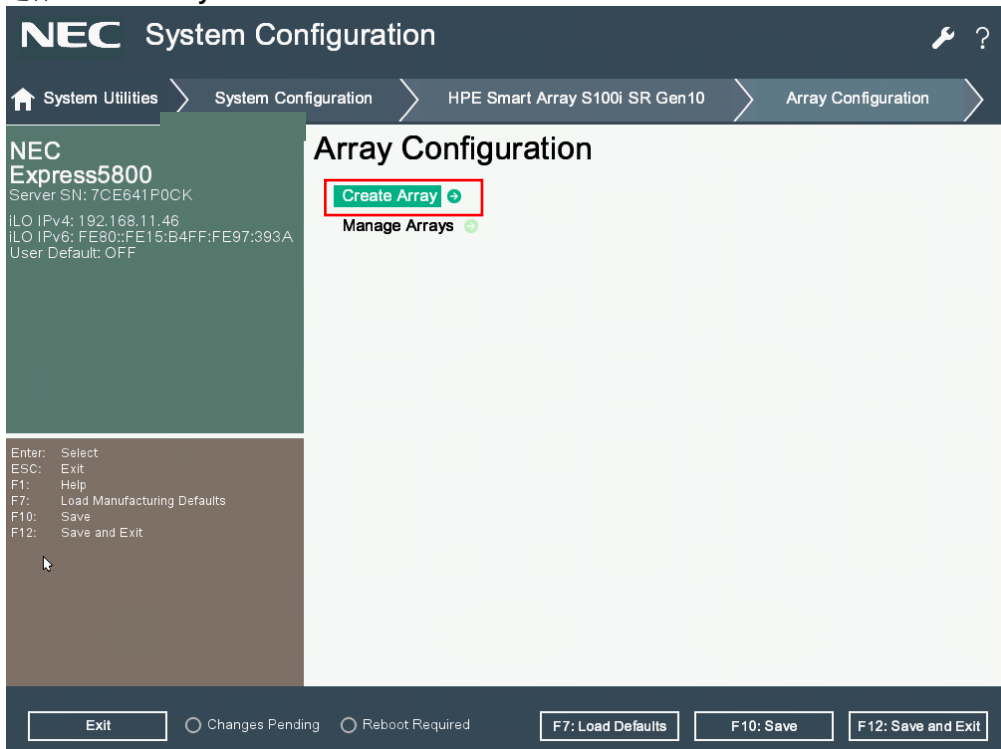 NEC System Configuration
?
System Utilities
System Configuration
HPE Smart Array S100i SR Gen10
Array Configuration
NEC
Express5800
Server SN: 7CE641P0CK
iLO IPv4: 192.168.11.46
iLO IPv6: FE80::FE15:B4FF:FE97:393A
User Default: OFF
Array Configuration
Create Array
Manage Arrays
Enter: Select
ESC: Exit
F1: Help
F7: Load Manufacturing Defaults
F10: Save
F12: Save and Exit
Exit
Changes Pending
Reboot Required
F7: Load Defaults
F10: Save
F12: Save and Exit